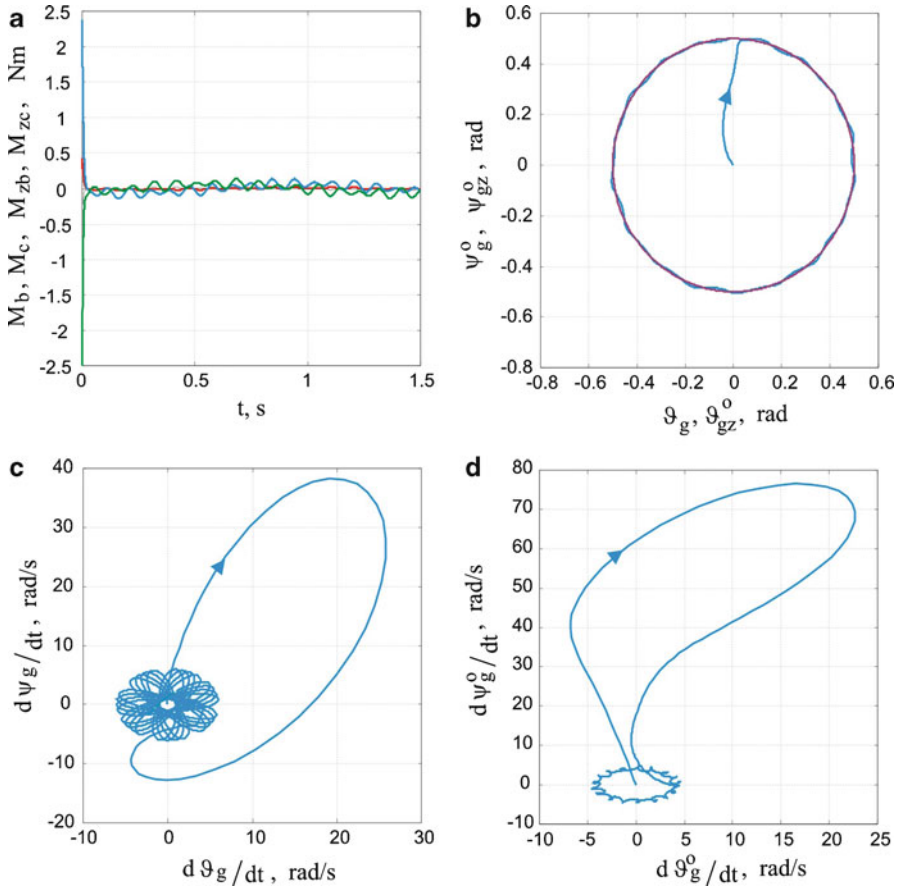 a
2.5
2
1.5
1
0.5
0
-0.5
-1
-1.5
-2
-2.5
M_b, M_c, M_zb, M_zc, Nm
0 0.5 1 1.5
t, s
b
0.6
0.4
0.2
0
-0.2
-0.4
-0.6
-0.8
ψ_g^o, ψ_gz^o, rad
-0.8 -0.6 -0.4 -0.2 0 0.2 0.4 0.6
ϑ_g, ϑ_gz^o, rad
c
40
30
20
10
0
-10
-20
dψ_g/dt, rad/s
-10 0 10 20 30
dϑ_g/dt, rad/s
d
80
70
60
50
40
30
20
10
0
-10
dψ_g^o/dt, rad/s
-10 -5 0 5 10 15 20 25
dϑ_g^o/dt, rad/s